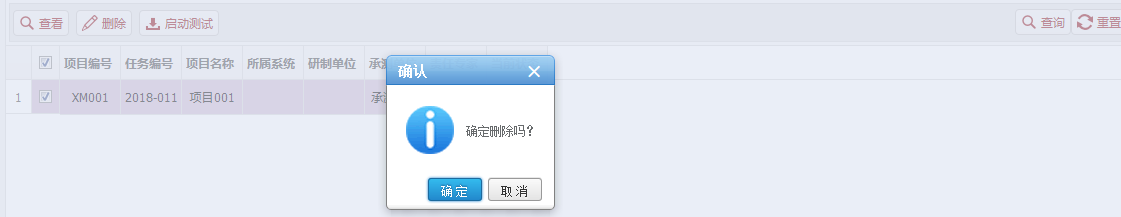 查看 删除 启动测试 查询 重置
项目编号 任务编号 项目名称 所属系统 研制单位 承
确认
1 XM001 2018-011 项目001 承
确定删除吗?
确定 取消